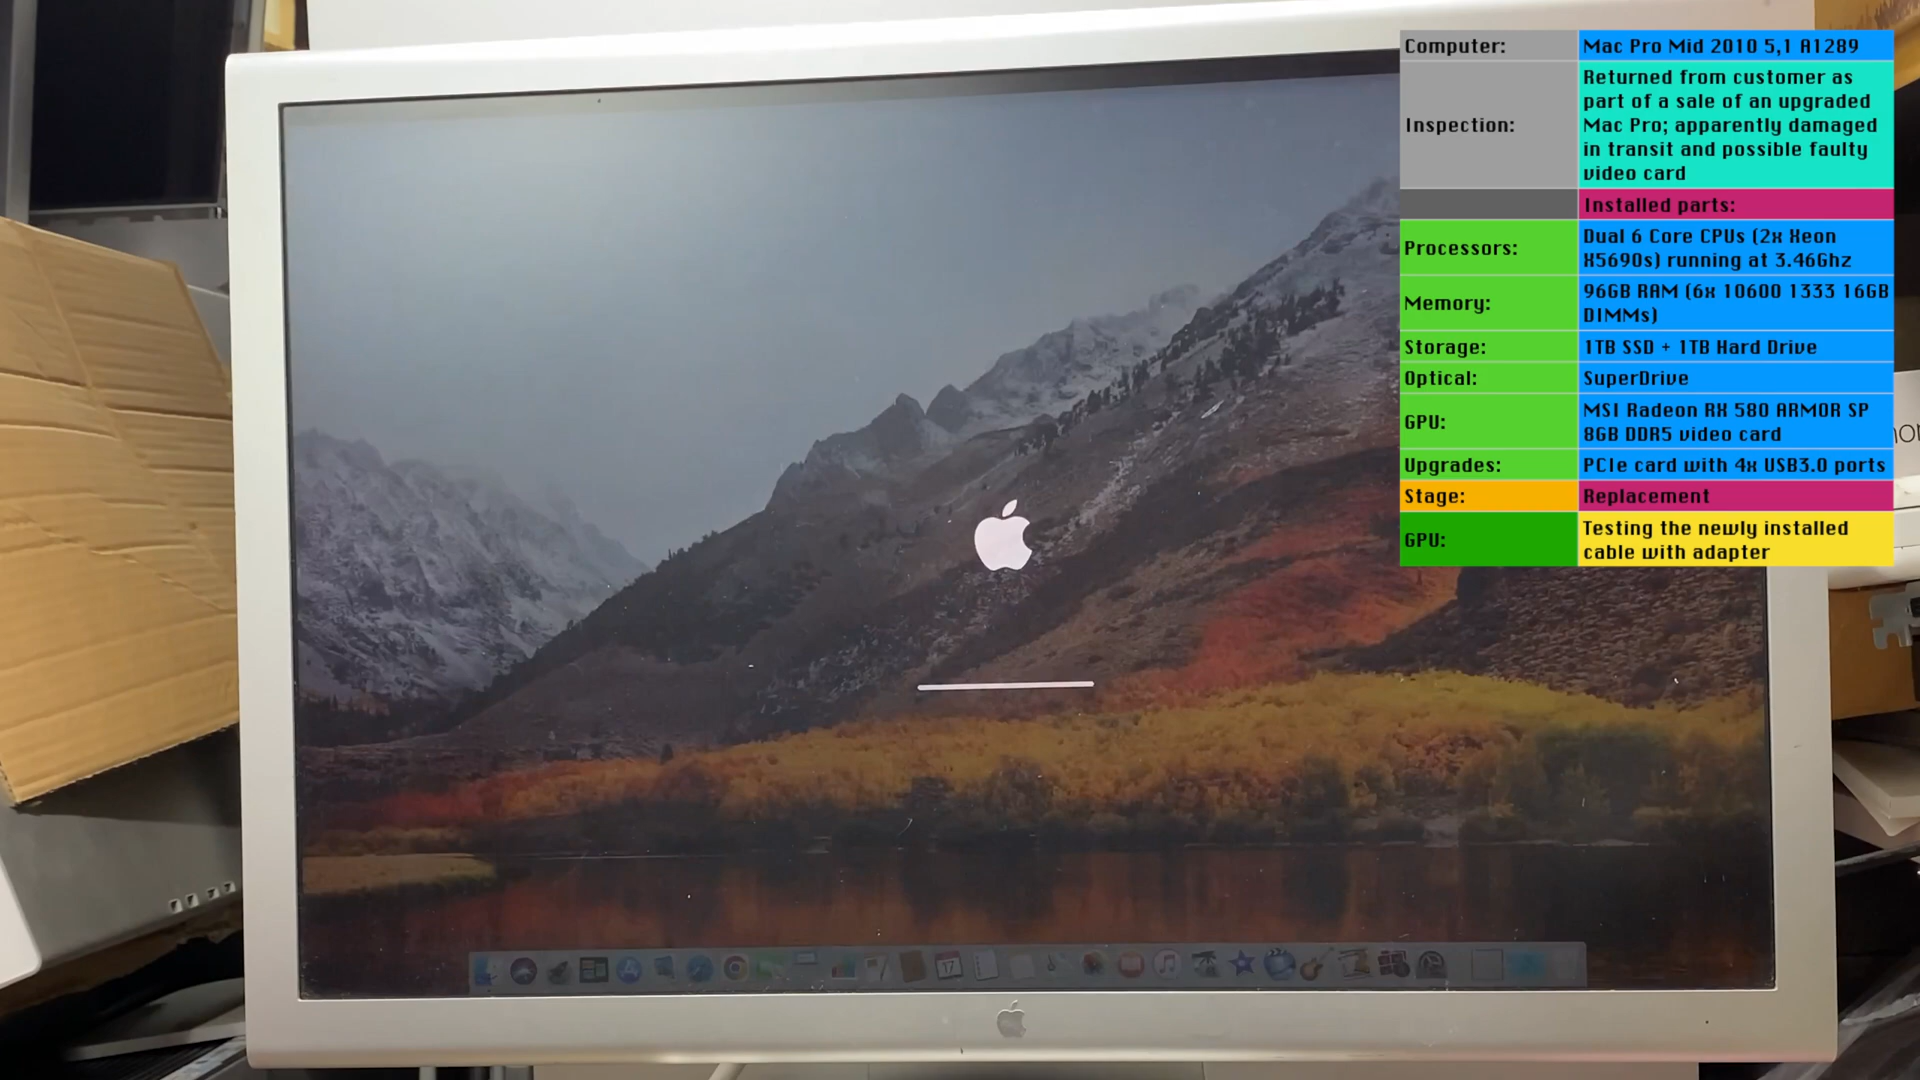 Computer:
Mac Pro Mid 2010 5,1 A1289
Inspection:
Returned from customer as
part of a sale of an upgraded
Mac Pro; apparently damaged
in transit and possible faulty
video card
Installed parts:
Processors:
Dual 6 Core CPUs (2x Xeon
X5690s) running at 3.46Ghz
Memory:
96GB RAM (6x 10600 1333 16GB
DIMMs)
Storage:
1TB SSD + 1TB Hard Drive
Optical:
SuperDrive
GPU:
MSI Radeon RX 580 ARMOR SP
8GB DDR5 video card
Upgrades:
PCIe card with 4x USB3.0 ports
Stage:
Replacement
GPU:
Testing the newly installed
cable with adapter
17